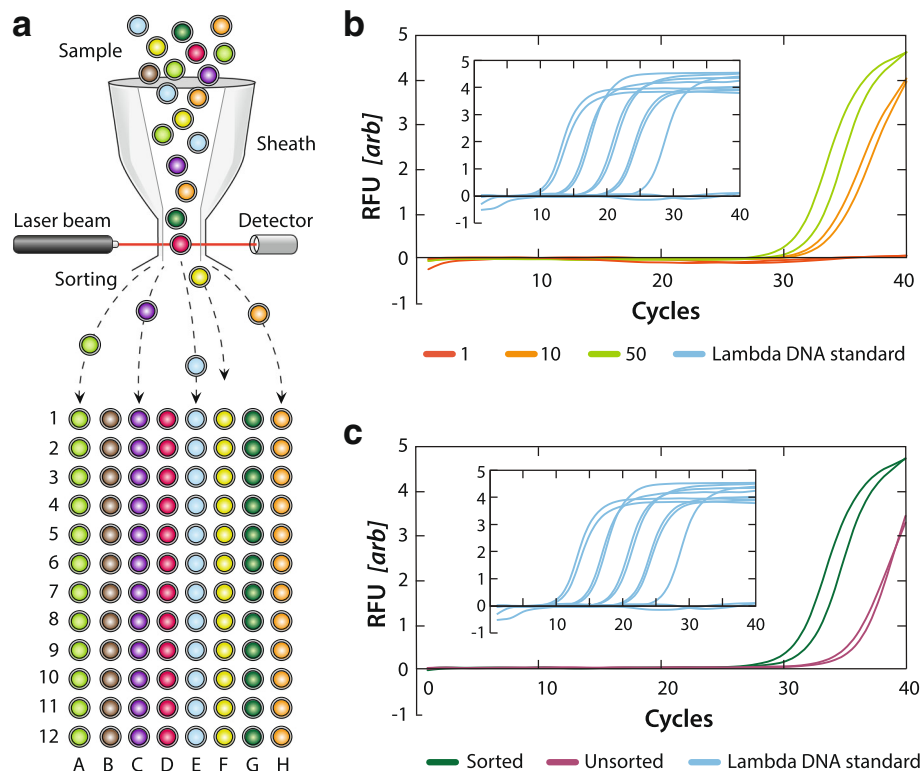 a
Sample
Sheath
Laser beam
Detector
Sorting
1
2
3
4
5
6
7
8
9
10
11
12
A B C D E F G H
b
RFU [arb]
5
4
3
2
1
0
-1
10 20 30 40
Cycles
5
4
3
2
1
0
-1
10 20 30 40
1 10 50 Lambda DNA standard
c
RFU [arb]
5
4
3
2
1
0
-1
0 10 20 30 40
Cycles
5
4
3
2
1
0
-1
10 20 30 40
Sorted Unsorted Lambda DNA standard